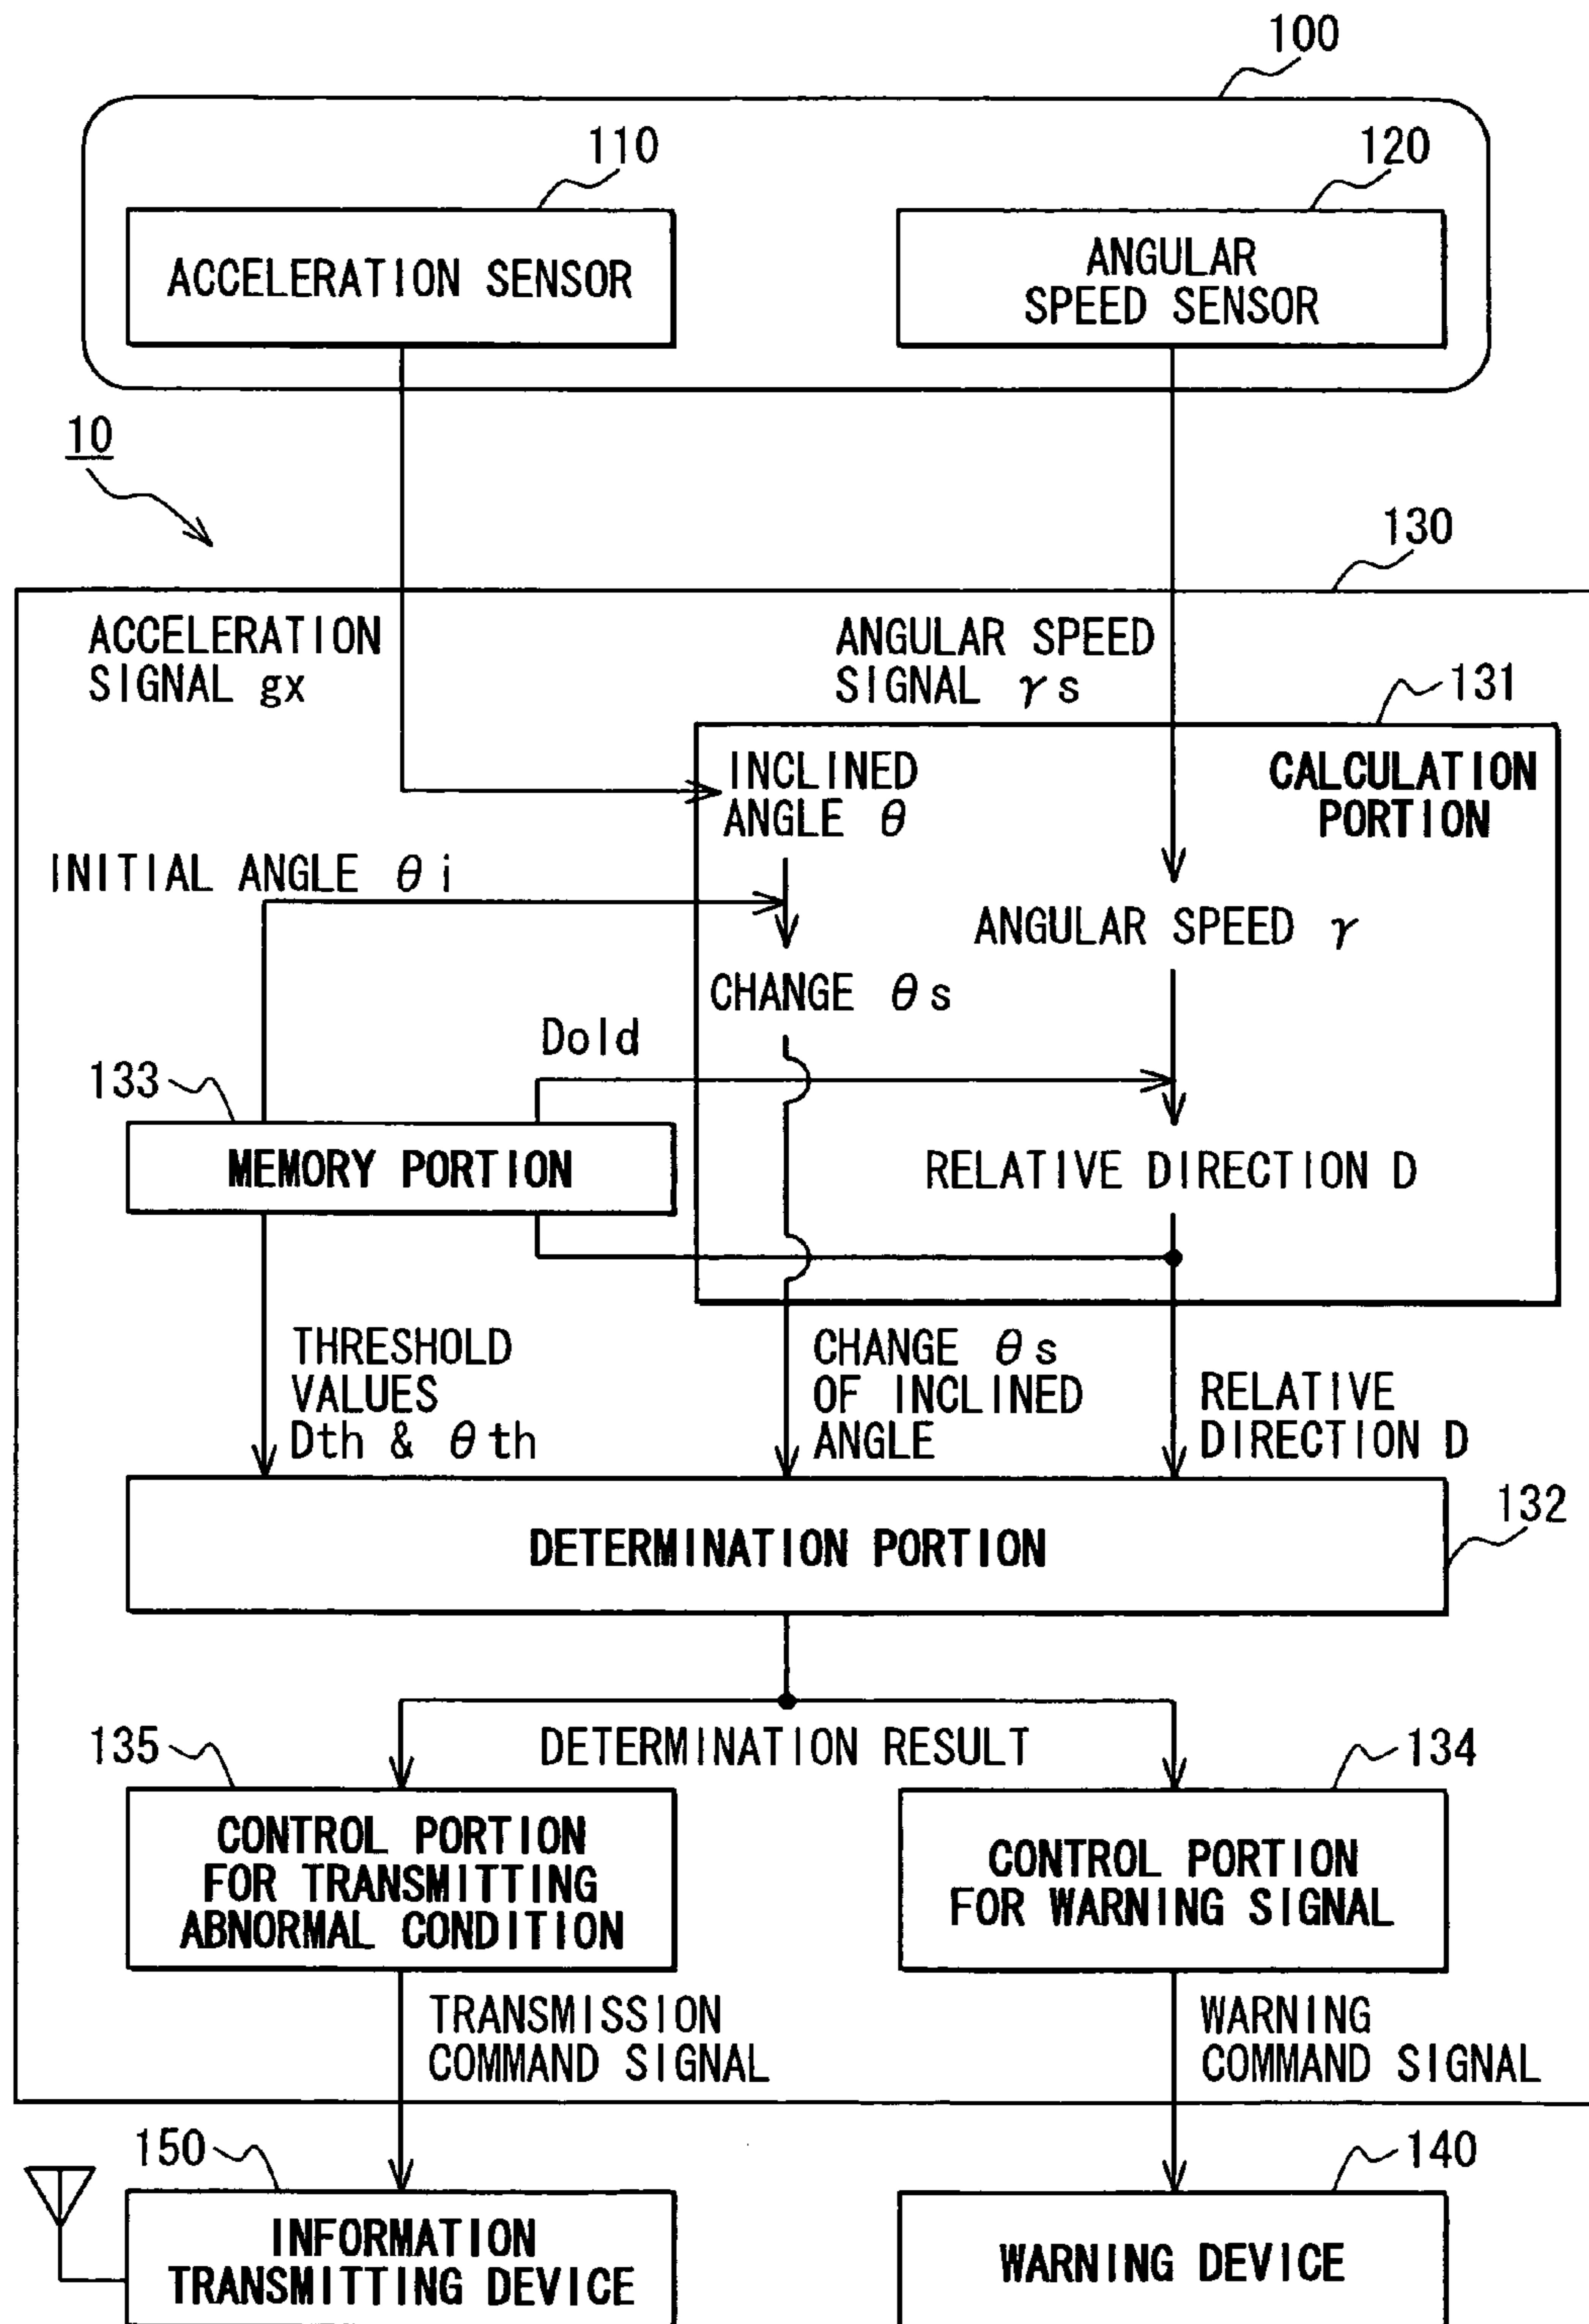 100
110
120
ACCELERATION SENSOR
ANGULAR
SPEED SENSOR
10
130
ACCELERATION
SIGNAL gx
ANGULAR SPEED
SIGNAL γs
131
INCLINED
ANGLE θ
CALCULATION
PORTION
INITIAL ANGLE θi
ANGULAR SPEED γ
CHANGE θs
Dold
133
MEMORY PORTION
RELATIVE DIRECTION D
THRESHOLD
VALUES
Dth & θth
CHANGE θs
OF INCLINED
ANGLE
RELATIVE
DIRECTION D
132
DETERMINATION PORTION
135
DETERMINATION RESULT
134
CONTROL PORTION
FOR TRANSMITTING
ABNORMAL CONDITION
CONTROL PORTION
FOR WARNING SIGNAL
TRANSMISSION
COMMAND SIGNAL
WARNING
COMMAND SIGNAL
150
140
INFORMATION
TRANSMITTING DEVICE
WARNING DEVICE